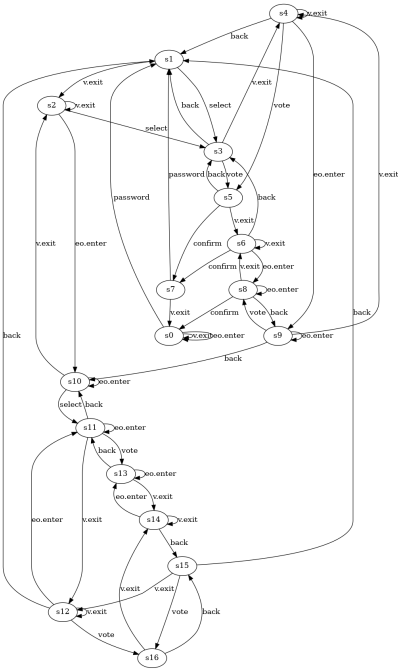 s4 v.exit
back
s1
v.exit
s2 v.exit
back select v.exit vote
select
s3
password back vote eo.enter v.exit
password
s5
back
v.exit
v.exit eo.enter confirm s6 v.exit
confirm v.exit eo.enter
s7 s8 eo.enter
v.exit confirm vote back back
s0 v.exit eo.enter s9 eo.enter
back
back
s10 eo.enter
select back
s11 eo.enter
back vote
s13 eo.enter
eo.enter v.exit
eo.enter v.exit s14 v.exit
back
s15
v.exit v.exit
s12 v.exit vote back
vote
s16